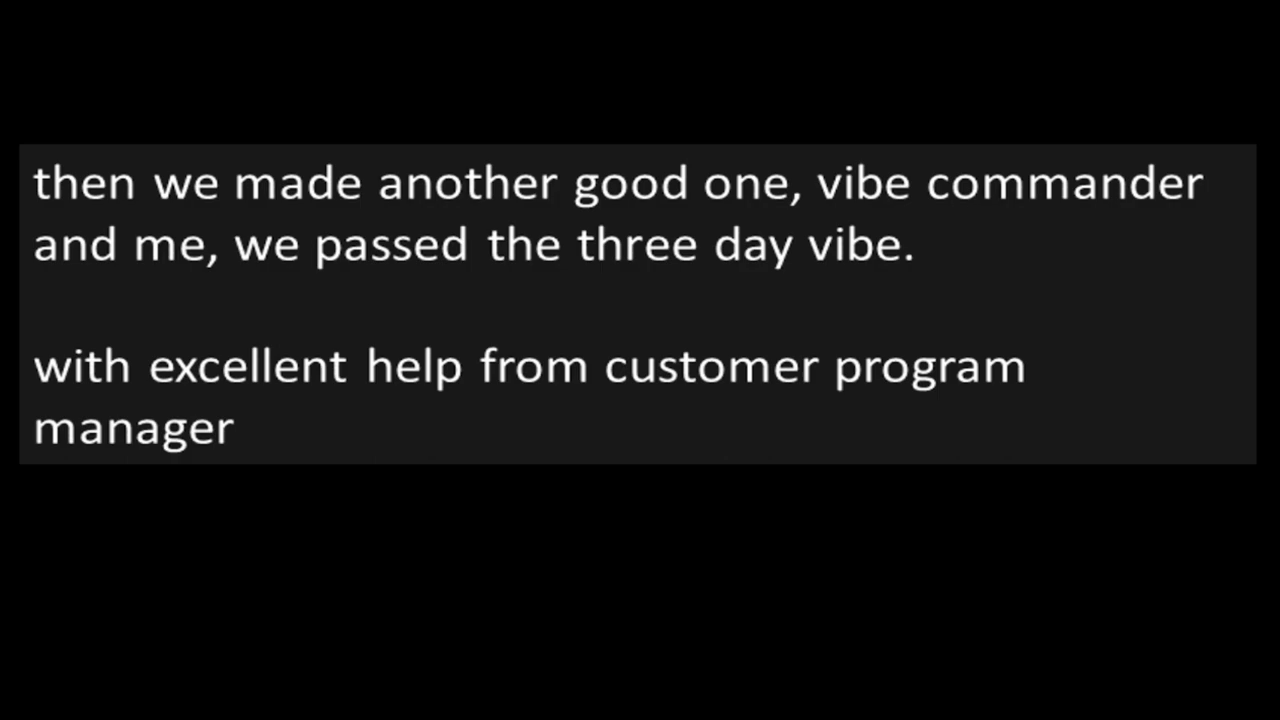 then we made another good one, vibe commander
and me, we passed the three day vibe.
with excellent help from customer program
manager